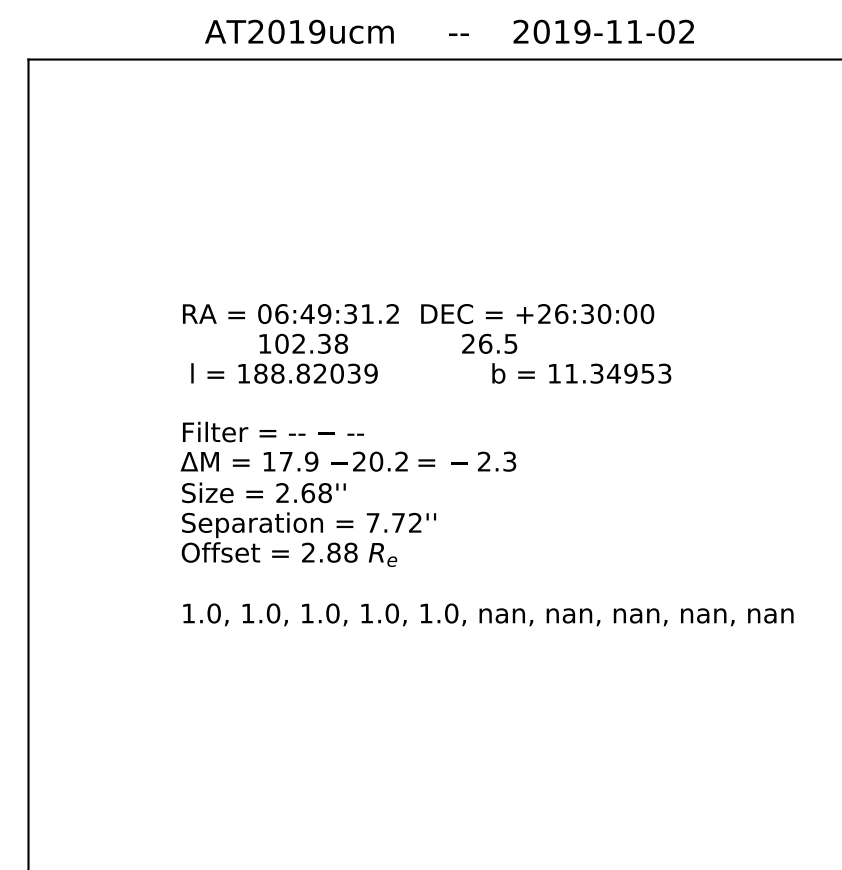 AT2019ucm -- 2019-11-02
RA = 06:49:31.2 DEC = +26:30:00
102.38 26.5
l = 188.82039 b = 11.34953
Filter = -- − --
ΔM = 17.9 −20.2 = − 2.3
Size = 2.68''
Separation = 7.72''
Offset = 2.88 Rₑ
1.0, 1.0, 1.0, 1.0, 1.0, nan, nan, nan, nan, nan